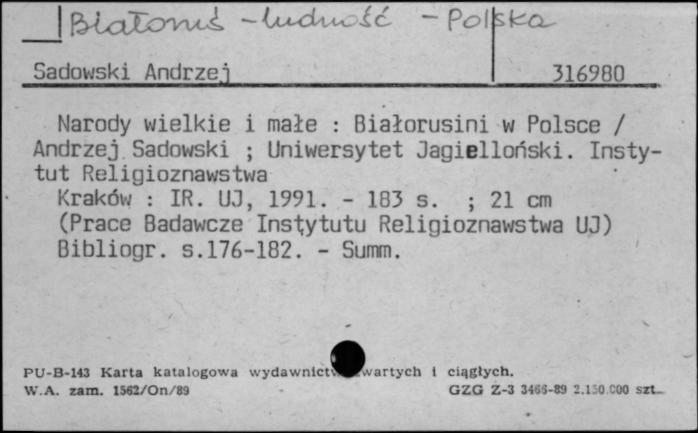 Białoruś - ludność - Polska
Sadowski Andrzej 316980
Narody wielkie i małe : Białorusini w Polsce /
Andrzej Sadowski ; Uniwersytet Jagielloński. Insty-
tut Religioznawstwa
Kraków : IR. UJ, 1991. - 183 s. ; 21 cm
(Prace Badawcze Instytutu Religioznawstwa UJ)
Bibliogr. s.176-182. - Summ.
PU-B-143 Karta katalogowa wydawnictw zwartych i ciągłych.
W.A. zam. 1562/On/89 GZG Z-3 3466-89 2.150.000 szt.